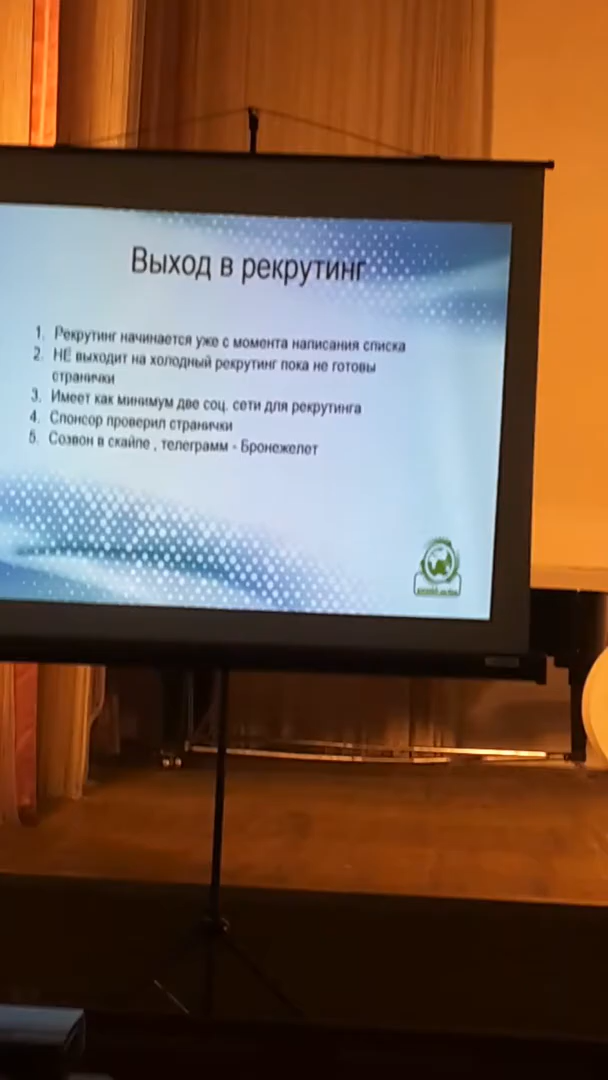 Выход в рекрутинг
1. Рекрутинг начинается уже с момента написания списка
2. НЕ выходит на холодный рекрутинг пока не готовы
странички
3. Имеет как минимум две соц. сети для рекрутинга
4. Спонсор проверил странички
5. Созвон в скайпе , телеграмм - Бронежелет